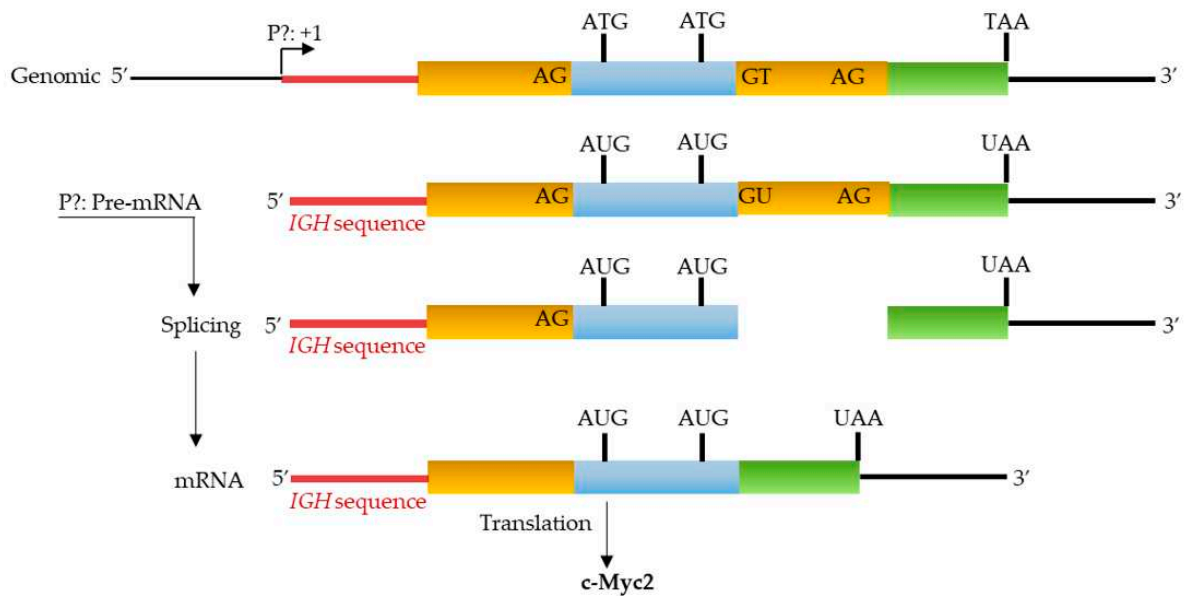 ATG ATG TAA
P?: +1
Genomic 5′ AG GT AG 3′
AUG AUG UAA
P?: Pre-mRNA 5′ AG GU AG 3′
IGH sequence
AUG AUG UAA
Splicing 5′ AG 3′
IGH sequence
AUG AUG UAA
mRNA 5′ 3′
IGH sequence
Translation
c-Myc2